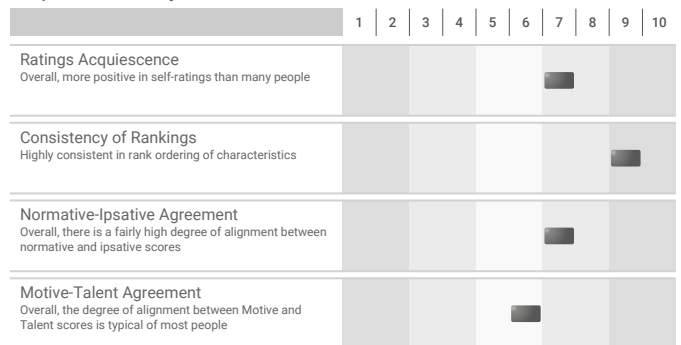 1 2 3 4 5 6 7 8 9 10
Ratings Acquiescence
Overall, more positive in self-ratings than many people
Consistency of Rankings
Highly consistent in rank ordering of characteristics
Normative-Ipsative Agreement
Overall, there is a fairly high degree of alignment between
normative and ipsative scores
Motive-Talent Agreement
Overall, the degree of alignment between Motive and
Talent scores is typical of most people